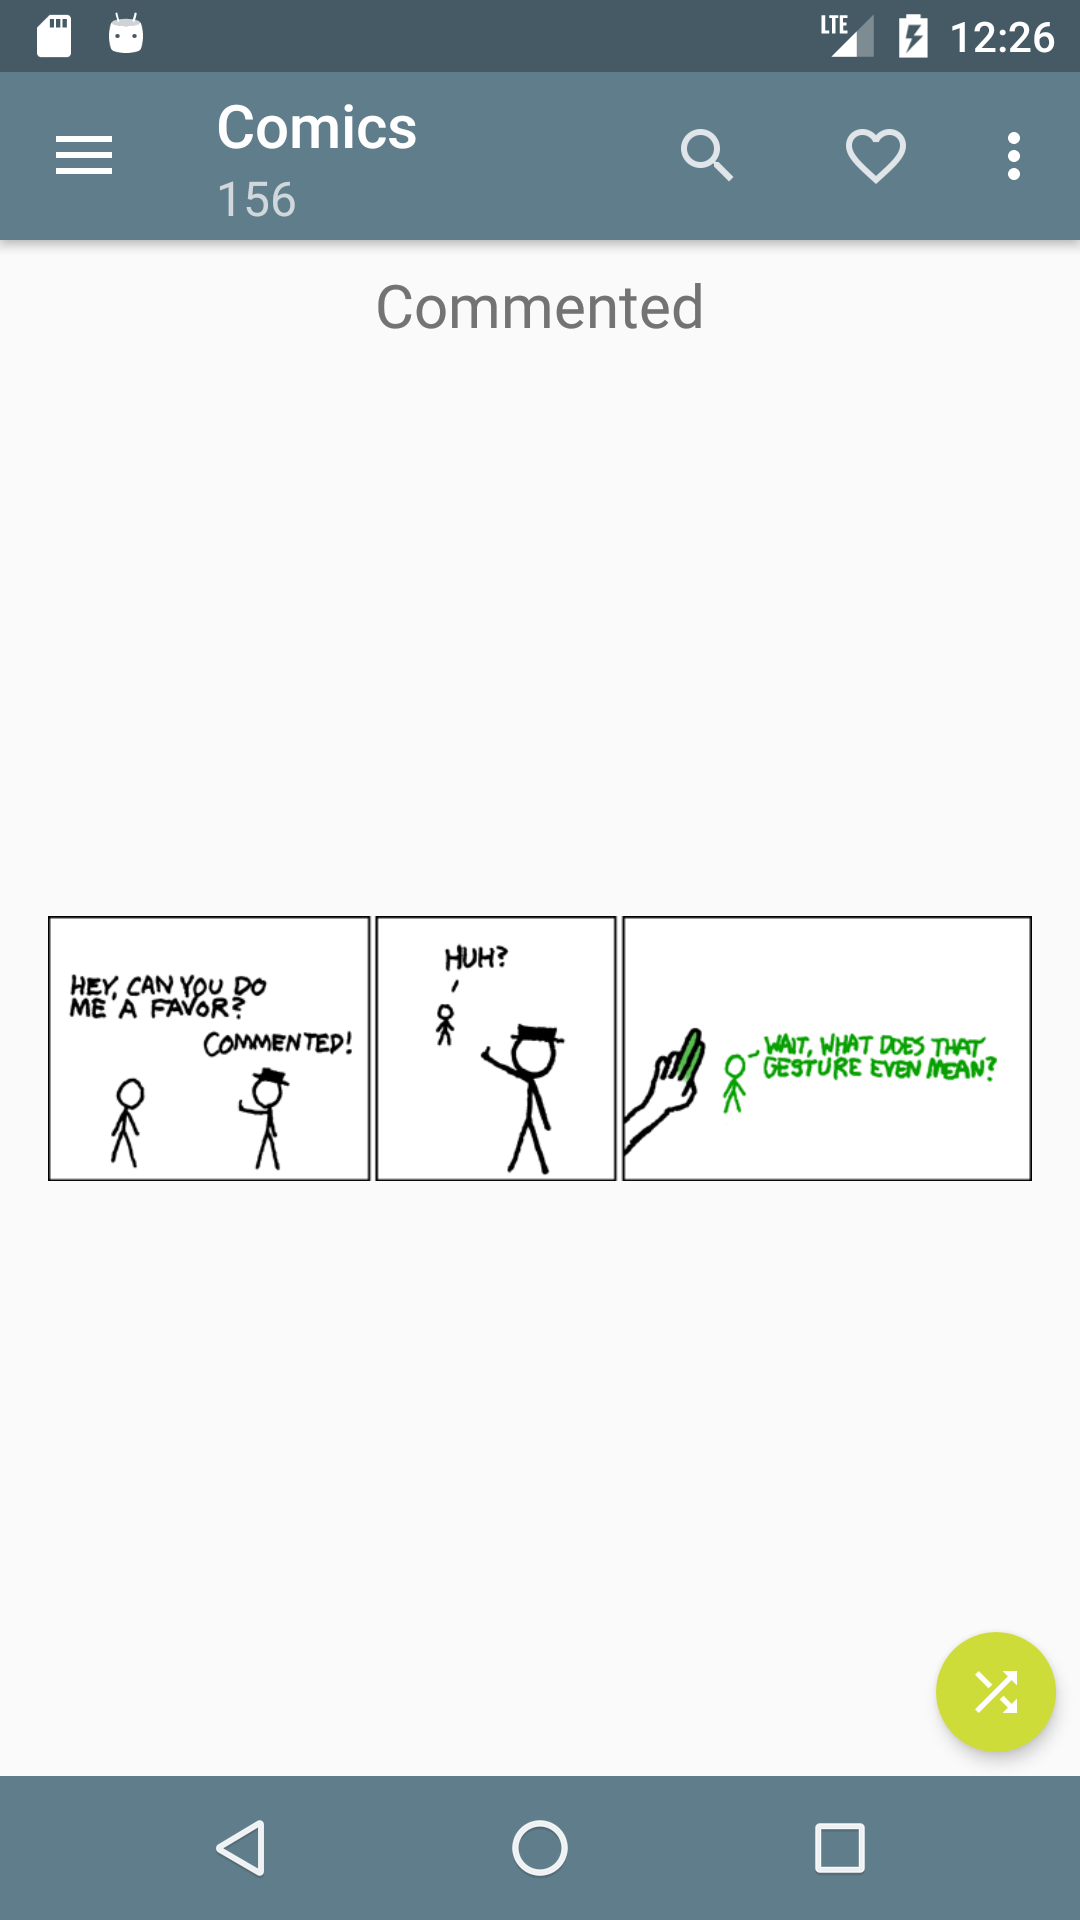 LTE 12:26
Comics
156
Commented
HEY, CAN YOU DO
ME A FAVOR?
COMMENTED!
HUH?
WAIT, WHAT DOES THAT
GESTURE EVEN MEAN?